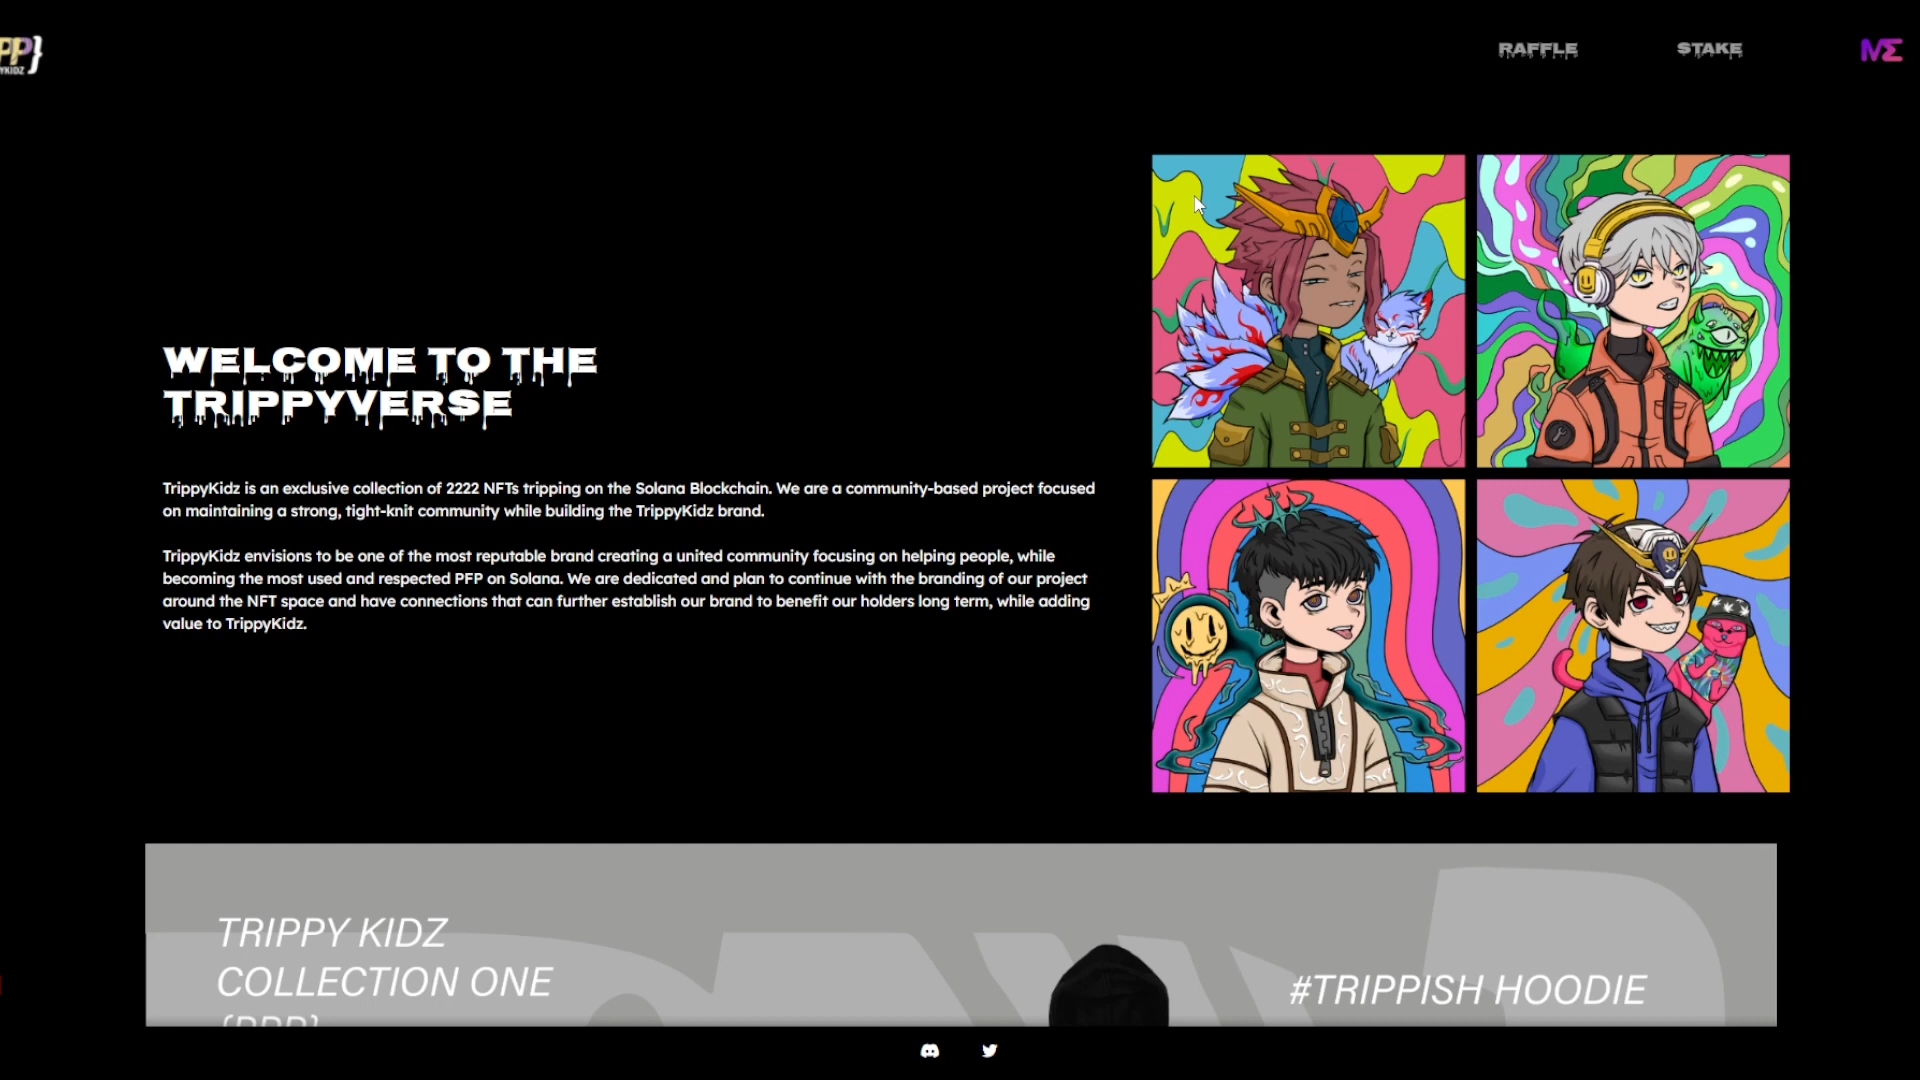 PP}
YKIDZ
RAFFLE
STAKE
ME
WELCOME TO THE
TRIPPYVERSE
TrippyKidz is an exclusive collection of 2222 NFTs tripping on the Solana Blockchain. We are a community-based project focused
on maintaining a strong, tight-knit community while building the TrippyKidz brand.
TrippyKidz envisions to be one of the most reputable brand creating a united community focusing on helping people, while
becoming the most used and respected PFP on Solana. We are dedicated and plan to continue with the branding of our project
around the NFT space and have connections that can further establish our brand to benefit our holders long term, while adding
value to TrippyKidz.
TRIPPY KIDZ
COLLECTION ONE
#TRIPPISH HOODIE